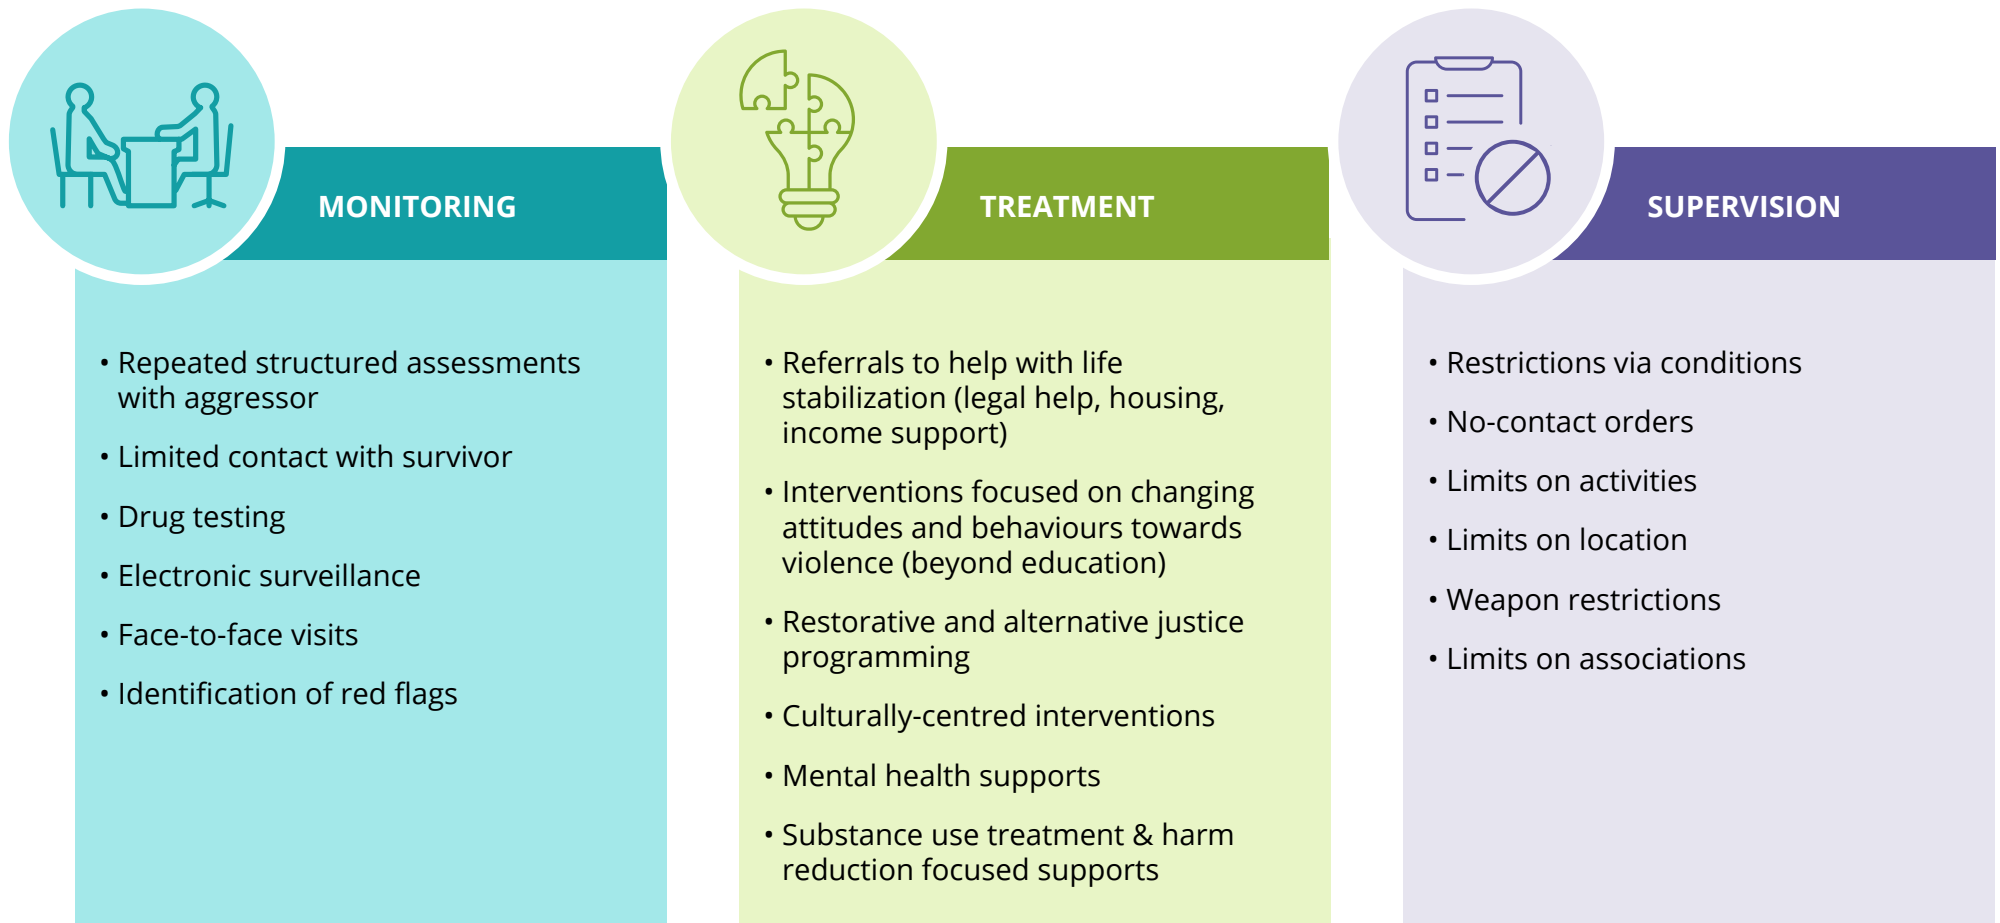 MONITORING
• Repeated structured assessments
with aggressor
• Limited contact with survivor
• Drug testing
• Electronic surveillance
• Face-to-face visits
• Identification of red flags
TREATMENT
• Referrals to help with life
stabilization (legal help, housing,
income support)
• Interventions focused on changing
attitudes and behaviours towards
violence (beyond education)
• Restorative and alternative justice
programming
• Culturally-centred interventions
• Mental health supports
• Substance use treatment & harm
reduction focused supports
SUPERVISION
• Restrictions via conditions
• No-contact orders
• Limits on activities
• Limits on location
• Weapon restrictions
• Limits on associations